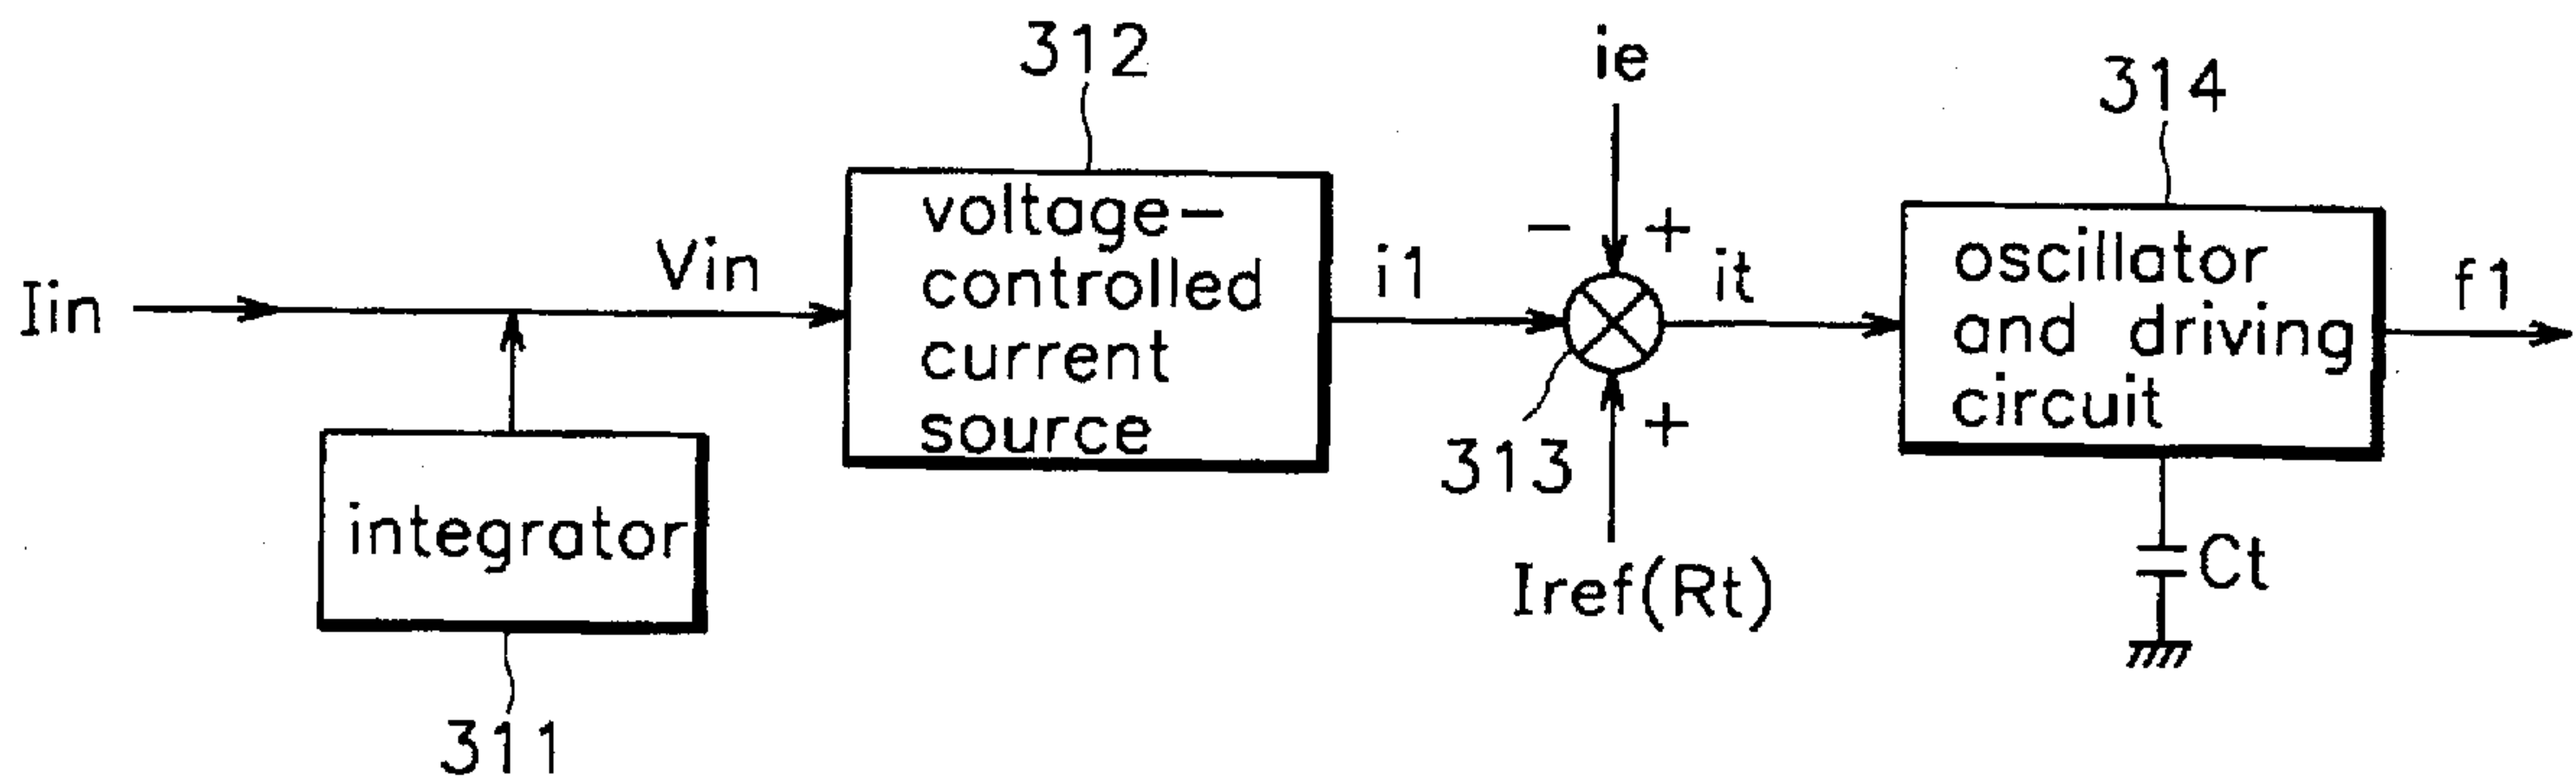 312
ie
314
voltage-
controlled
current
source
Iin
Vin
i1
- +
it
oscillator
and driving
circuit
f1
+
313
Iref(Rt)
Ct
integrator
311